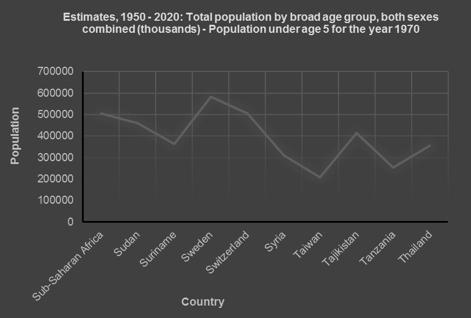 Estimates, 1950 - 2020: Total population by broad age group, both sexes
combined (thousands) - Population under age 5 for the year 1970
Population
700000
600000
500000
400000
300000
200000
100000
0
Sub-Saharan Africa
Sudan
Suriname
Sweden
Switzerland
Syria
Taiwan
Tajikistan
Tanzania
Thailand
Country